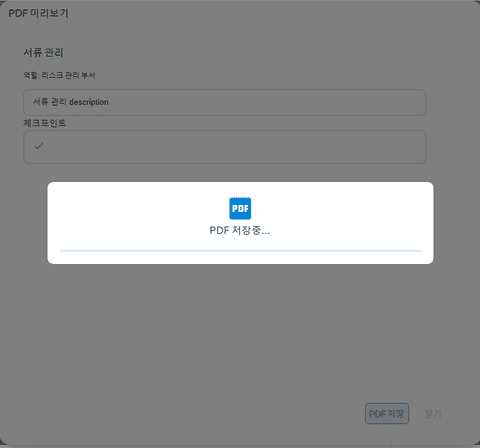 PDF 미리보기
서류 관리
역할: 리스크 관리 부서
서류 관리 description
체크포인트
PDF
PDF 저장중...
PDF 저장
닫기